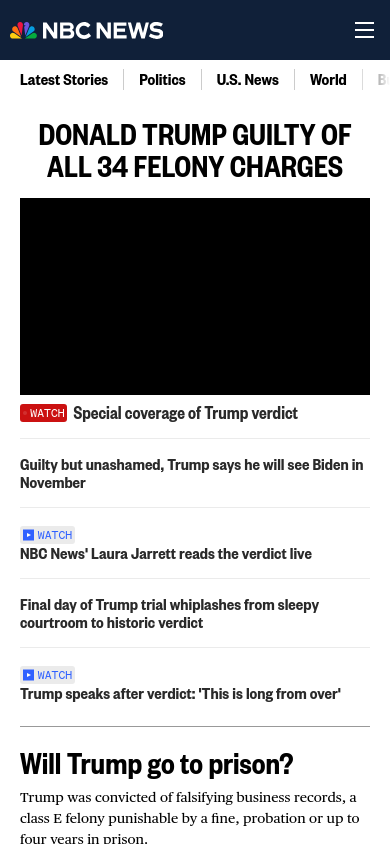 NBC NEWS
Latest Stories
Politics
U.S. News
World
DONALD TRUMP GUILTY OF
ALL 34 FELONY CHARGES
WATCH Special coverage of Trump verdict
Guilty but unashamed, Trump says he will see Biden in
November
WATCH
NBC News' Laura Jarrett reads the verdict live
Final day of Trump trial whiplashes from sleepy
courtroom to historic verdict
WATCH
Trump speaks after verdict: 'This is long from over'
Will Trump go to prison?
Trump was convicted of falsifying business records, a
class E felony punishable by a fine, probation or up to
four years in prison.